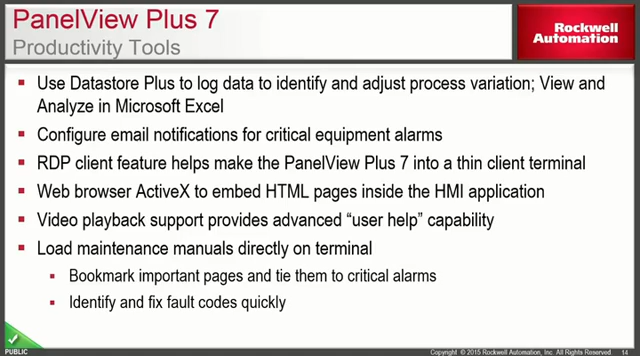 PanelView Plus 7
Productivity Tools
Rockwell
Automation
Use Datastore Plus to log data to identify and adjust process variation; View and
Analyze in Microsoft Excel
Configure email notifications for critical equipment alarms
RDP client feature helps make the PanelView Plus 7 into a thin client terminal
Web browser ActiveX to embed HTML pages inside the HMI application
Video playback support provides advanced “user help” capability
Load maintenance manuals directly on terminal
Bookmark important pages and tie them to critical alarms
Identify and fix fault codes quickly
PUBLIC
Copyright © 2015 Rockwell Automation, Inc. All Rights Reserved. 14